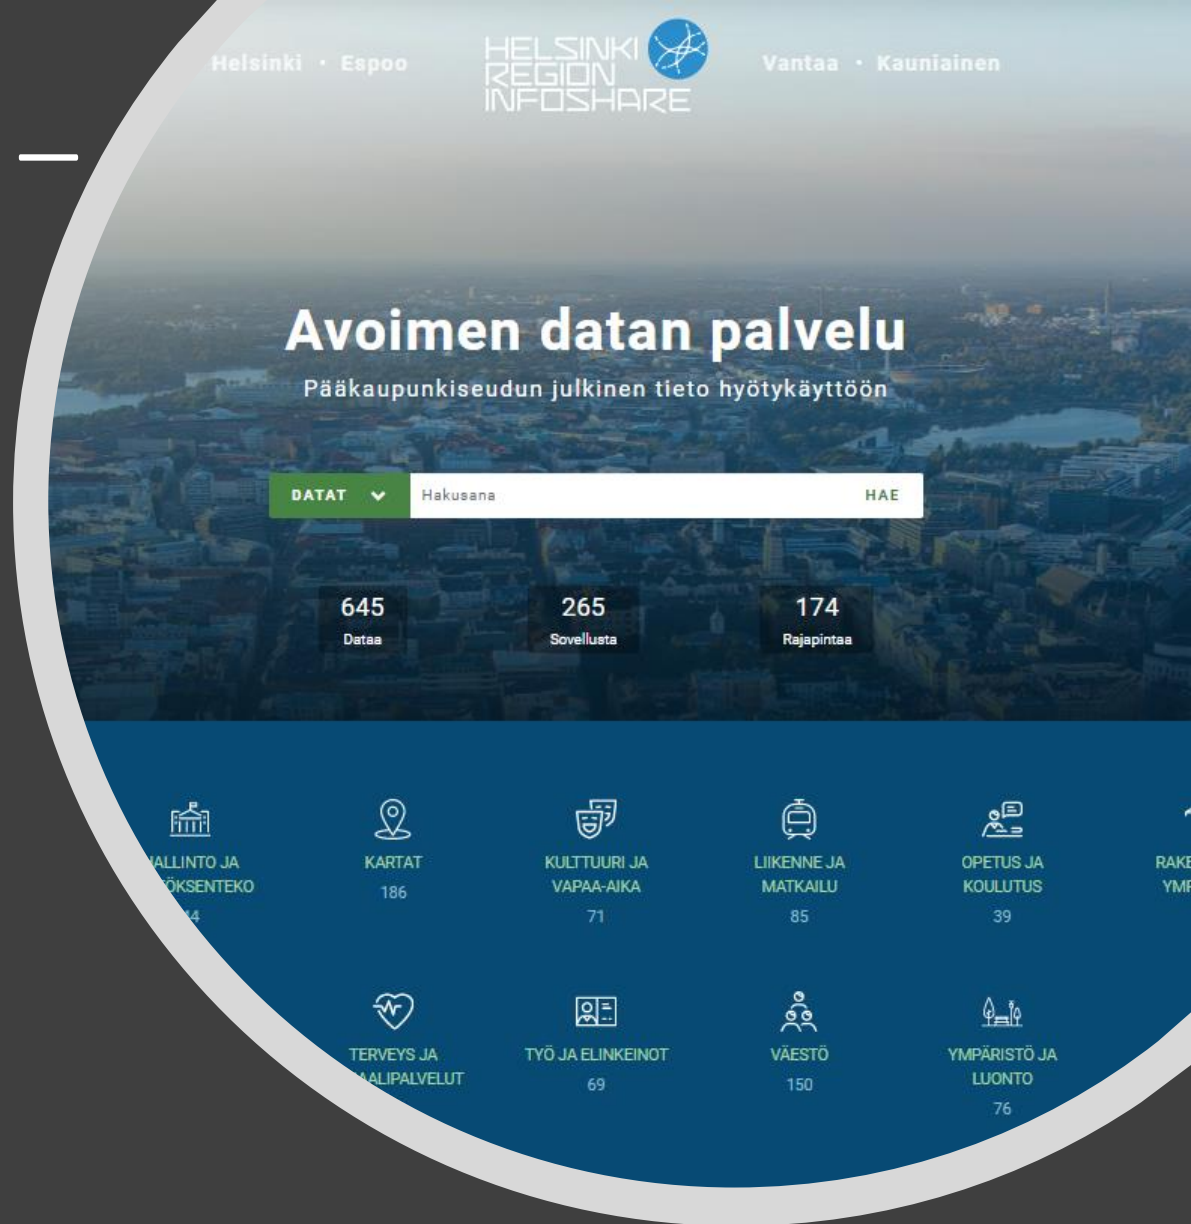 Helsinki · Espoo
HELSINKI
REGION
INFOSHARE
Vantaa · Kauniainen
Avoimen datan palvelu
Pääkaupunkiseudun julkinen tieto hyötykäyttöön
DATAT
Hakusana
HAE
645
Dataa
265
Sovellusta
174
Rajapintaa
JA
KARTAT
186
KULTTUURI JA
VAPAA-AIKA
71
LIIKENNE JA
MATKAILU
85
OPETUS JA
KOULUTUS
39
TERVEYS JA
TYÖ JA ELINKEINOT
69
VÄESTÖ
150
YMPÄRISTÖ JA
LUONTO
76